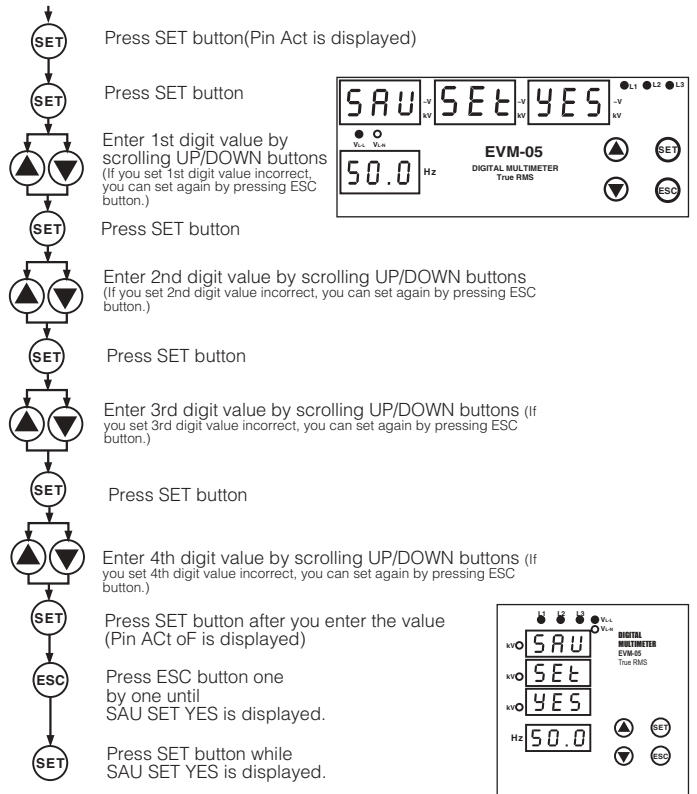 SET
Press SET button(Pin Act is displayed)
SET
Press SET button
Enter 1st digit value by
scrolling UP/DOWN buttons
(If you set 1st digit value incorrect,
you can set again by pressing ESC
button.)
SET
Press SET button
Enter 2nd digit value by scrolling UP/DOWN buttons
(If you set 2nd digit value incorrect, you can set again by pressing ESC
button.)
SET
Press SET button
Enter 3rd digit value by scrolling UP/DOWN buttons (If
you set 3rd digit value incorrect, you can set again by pressing ESC
button.)
SET
Press SET button
Enter 4th digit value by scrolling UP/DOWN buttons (If
you set 4th digit value incorrect, you can set again by pressing ESC
button.)
SET
Press SET button after you enter the value
(Pin ACt oF is displayed)
ESC
Press ESC button one
by one until
SAU SET YES is displayed.
SET
Press SET button while
SAU SET YES is displayed.
L1 L2 L3
SAU ~V kV SEt ~V kV YES ~V kV
VL-L VL-N
50.0 Hz
EVM-05
DIGITAL MULTIMETER
True RMS
SET
ESC
L1 L2 L3 VL-L
VL-N
kV SAU
kV SEt
kV YES
Hz 50.0
DIGITAL
MULTIMETER
EVM-05
True RMS
SET
ESC